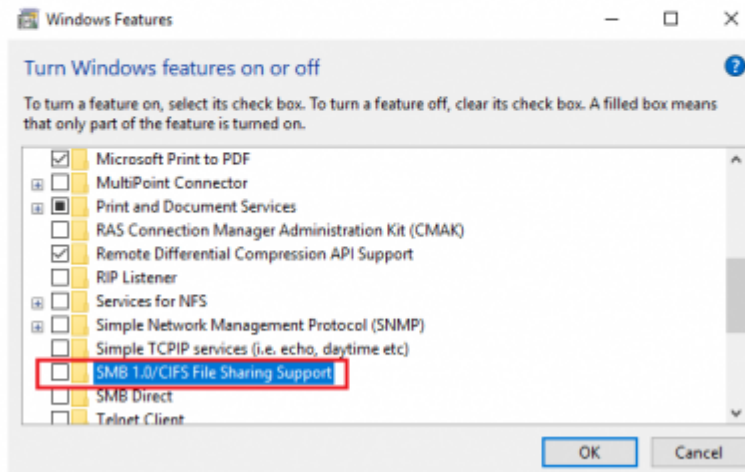 Windows Features
Turn Windows features on or off
To turn a feature on, select its check box. To turn a feature off, clear its check box. A filled box means
that only part of the feature is turned on.
Microsoft Print to PDF
MultiPoint Connector
Print and Document Services
RAS Connection Manager Administration Kit (CMAK)
Remote Differential Compression API Support
RIP Listener
Services for NFS
Simple Network Management Protocol (SNMP)
Simple TCPIP services (i.e. echo, daytime etc)
SMB 1.0/CIFS File Sharing Support
SMB Direct
Telnet Client
OK
Cancel